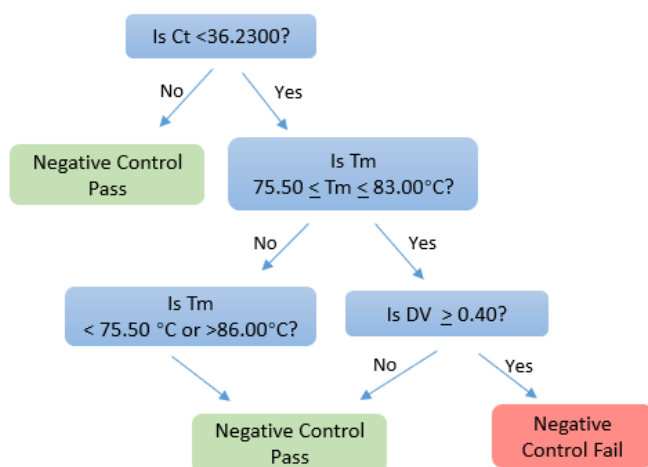 Is Ct <36.2300?
No
Yes
Negative Control
Pass
Is Tm
75.50 ≤ Tm ≤ 83.00°C?
No
Yes
Is Tm
< 75.50 °C or >86.00°C?
Is DV ≥ 0.40?
No
Yes
Negative Control
Pass
Negative
Control Fail